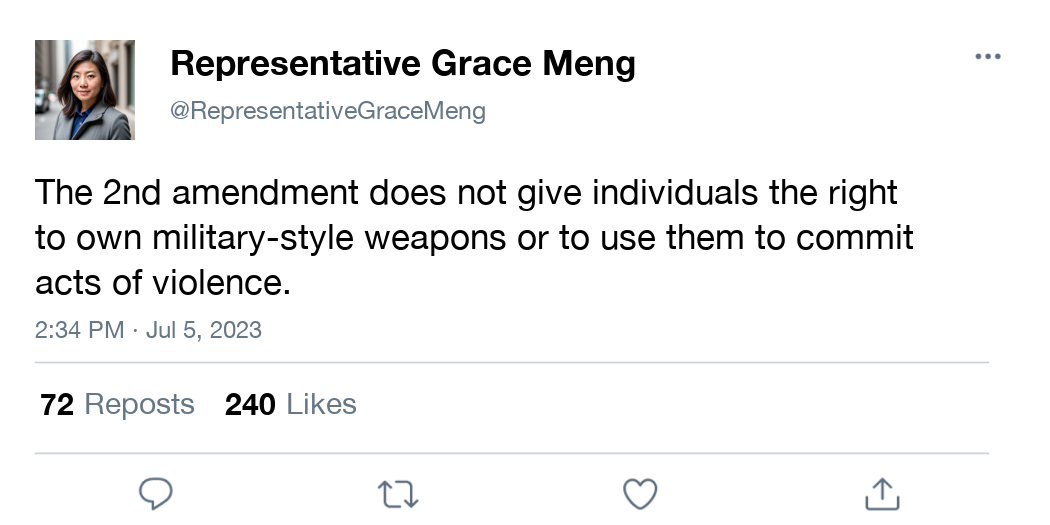 Representative Grace Meng
@RepresentativeGraceMeng
The 2nd amendment does not give individuals the right
to own military-style weapons or to use them to commit
acts of violence.
2:34 PM · Jul 5, 2023
72 Reposts 240 Likes